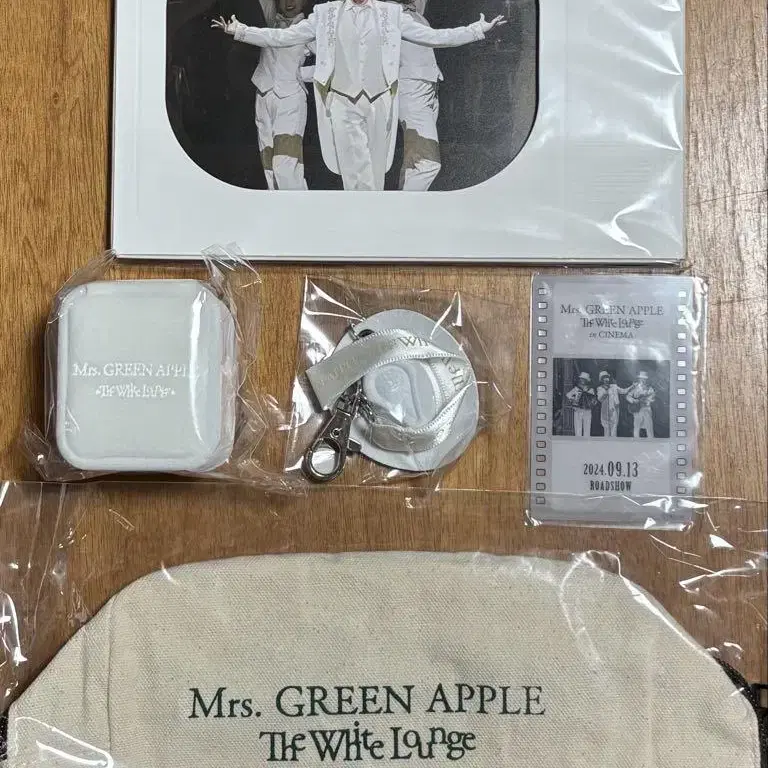 Mrs. GREEN APPLE
•The White Lounge•
Mrs. GREEN APPLE
The White Lounge
in CINEMA
2024.09.13
ROADSHOW
Mrs. GREEN APPLE
The White Lounge